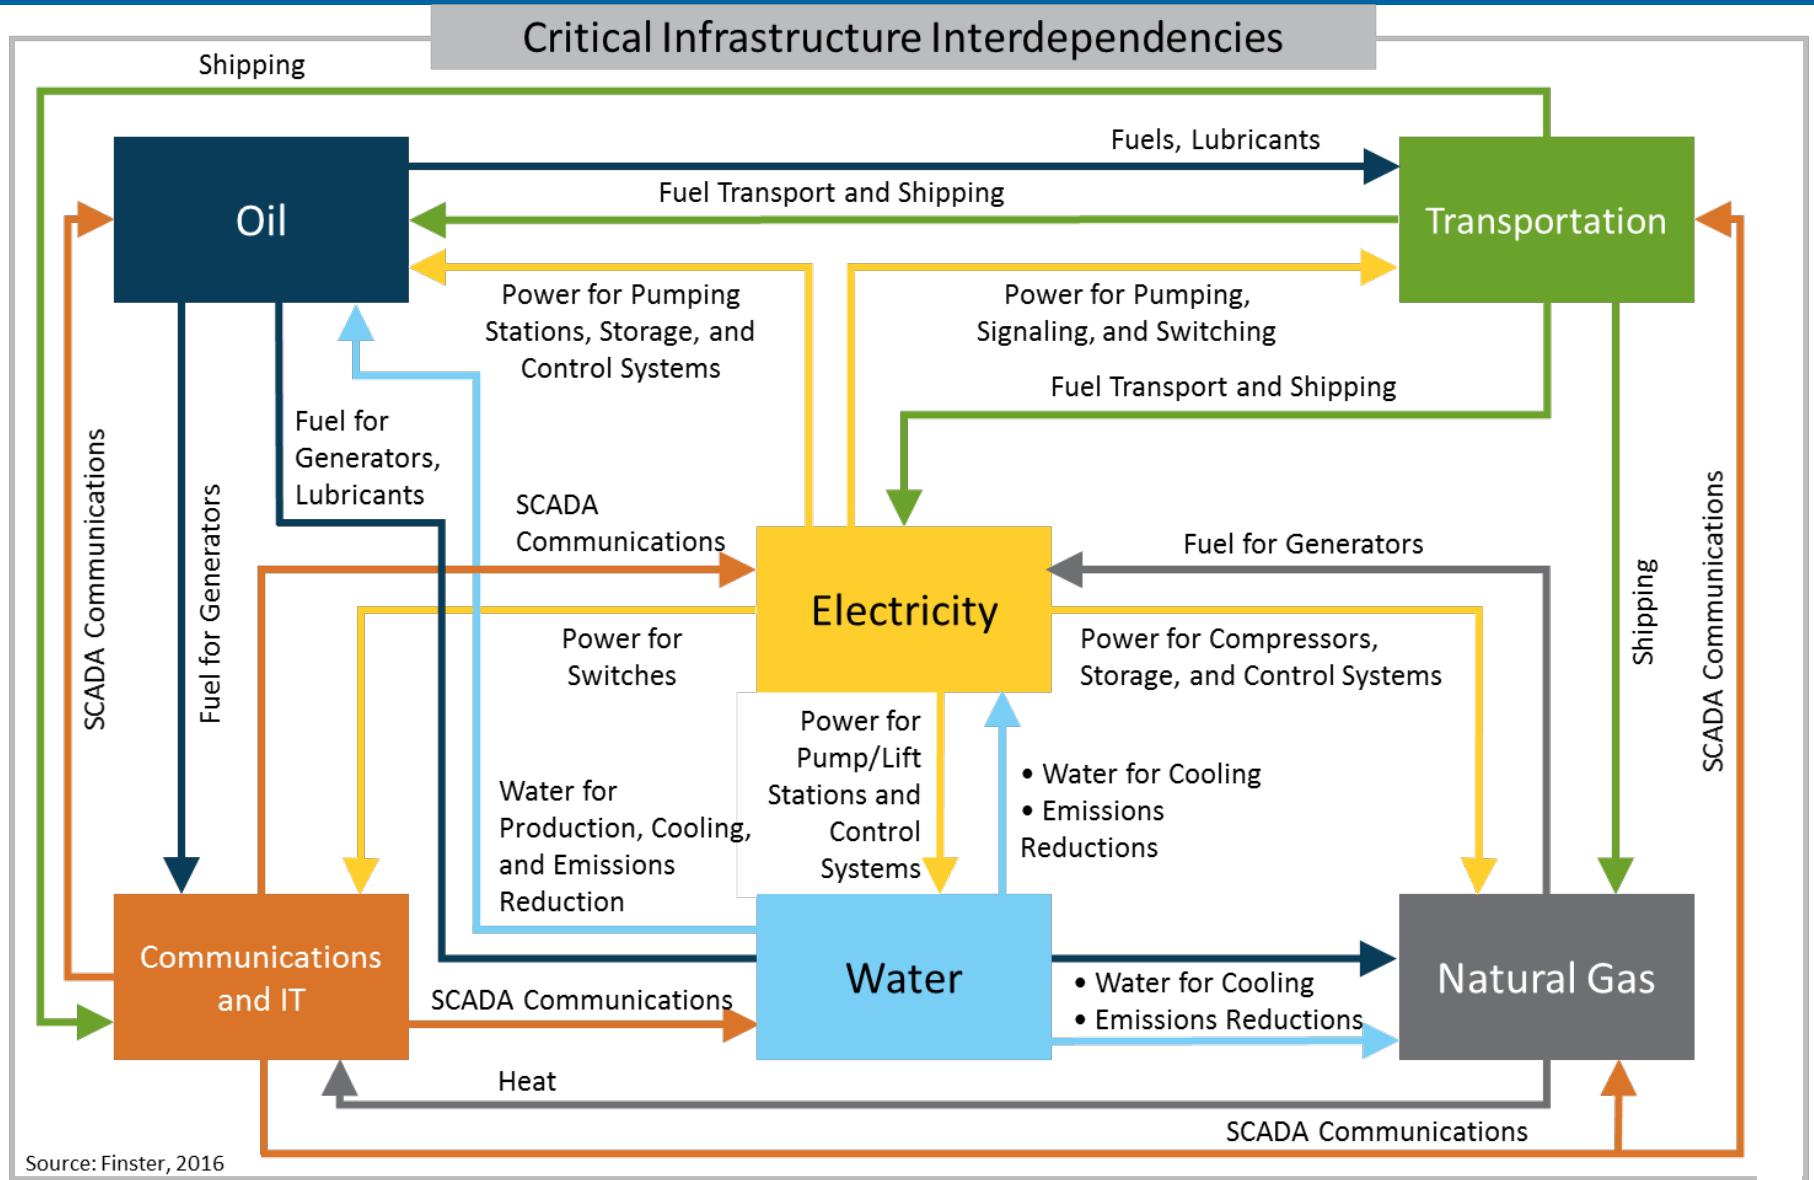 Critical Infrastructure Interdependencies
Shipping
Fuels, Lubricants
Oil
Fuel Transport and Shipping
Transportation
Power for Pumping
Stations, Storage, and
Control Systems
Power for Pumping,
Signaling, and Switching
Fuel Transport and Shipping
Fuel for
Generators,
Lubricants
SCADA Communications
Fuel for Generators
SCADA
Communications
Fuel for Generators
Electricity
Shipping
SCADA Communications
Power for
Switches
Power for Compressors,
Storage, and Control Systems
Power for
Pump/Lift
Stations and
Control
Systems
• Water for Cooling
• Emissions
Reductions
Water for
Production, Cooling,
and Emissions
Reduction
Communications
and IT
SCADA Communications
Water
• Water for Cooling
• Emissions Reductions
Natural Gas
Heat
SCADA Communications
Source: Finster, 2016